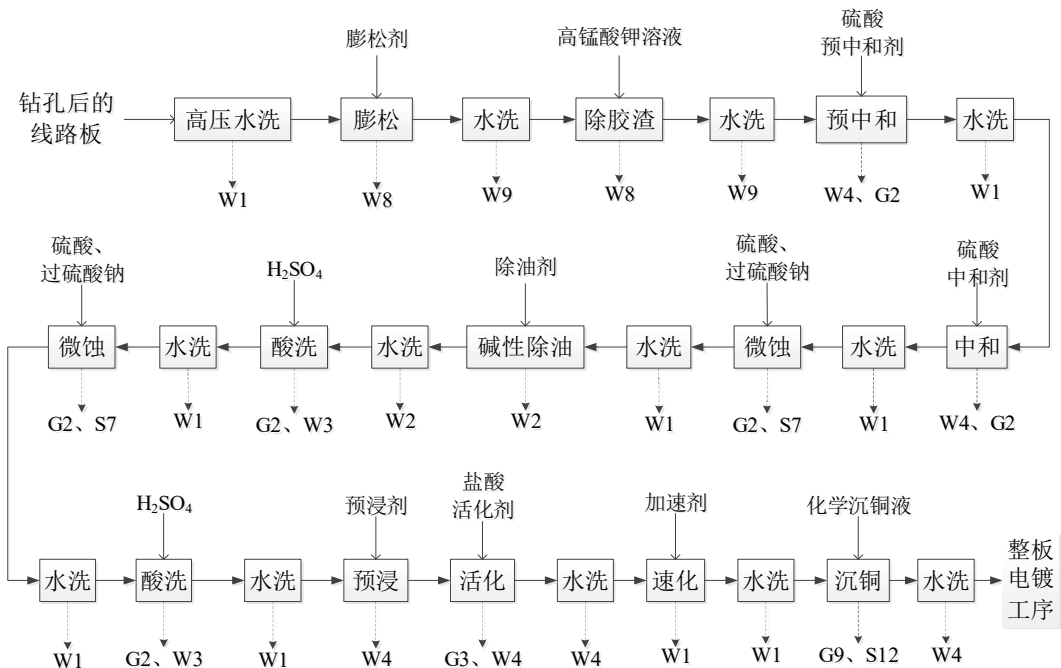 膨松剂
高锰酸钾溶液
硫酸
预中和剂
钻孔后的
线路板
高压水洗
膨松
水洗
除胶渣
水洗
预中和
水洗
W1
W8
W9
W8
W9
W4、G2
W1
硫酸、
过硫酸钠
H₂SO₄
除油剂
硫酸、
过硫酸钠
硫酸
中和剂
微蚀
水洗
酸洗
水洗
碱性除油
水洗
微蚀
水洗
中和
G2、S7
W1
G2、W3
W2
W2
W1
G2、S7
W1
W4、G2
H₂SO₄
预浸剂
盐酸
活化剂
加速剂
化学沉铜液
水洗
酸洗
水洗
预浸
活化
水洗
速化
水洗
沉铜
水洗
整板
电镀
工序
W1
G2、W3
W1
W4
G3、W4
W4
W1
W1
G9、S12
W4